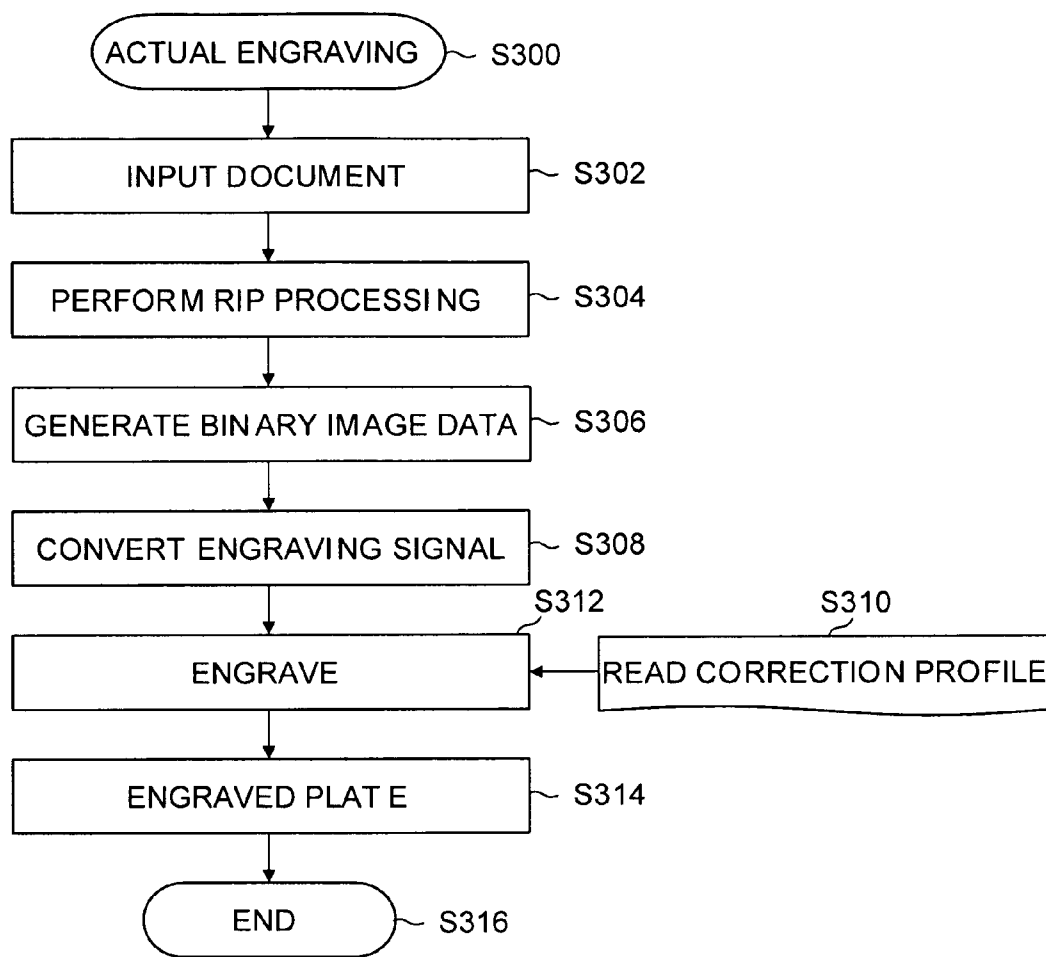 ACTUAL ENGRAVING
S300
INPUT DOCUMENT
S302
PERFORM RIP PROCESSING
S304
GENERATE BINARY IMAGE DATA
S306
CONVERT ENGRAVING SIGNAL
S308
S312
S310
ENGRAVE
READ CORRECTION PROFILE
ENGRAVED PLATE
S314
END
S316